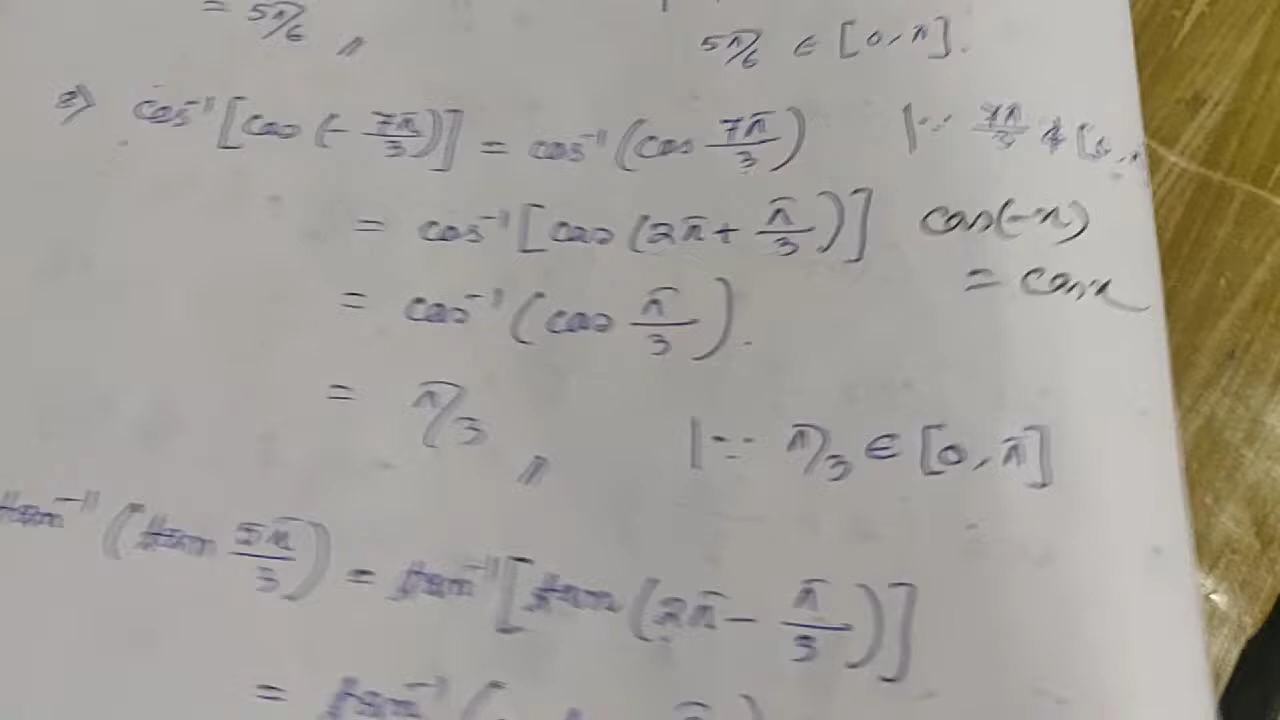 = 5π/6 // 5π/6 ∈ [0, π].
2) cos⁻¹[cos(-7π/3)] = cos⁻¹(cos 7π/3) |∵ 7π/3 ∉ [0,
= cos⁻¹[cos(2π + π/3)] cos(-x)
= cos⁻¹(cos π/3). = cos x
= π/3 // |∵ π/3 ∈ [0, π]
tan⁻¹(tan 5π/3) = tan⁻¹[tan(2π - π/3)]
= tan⁻¹(